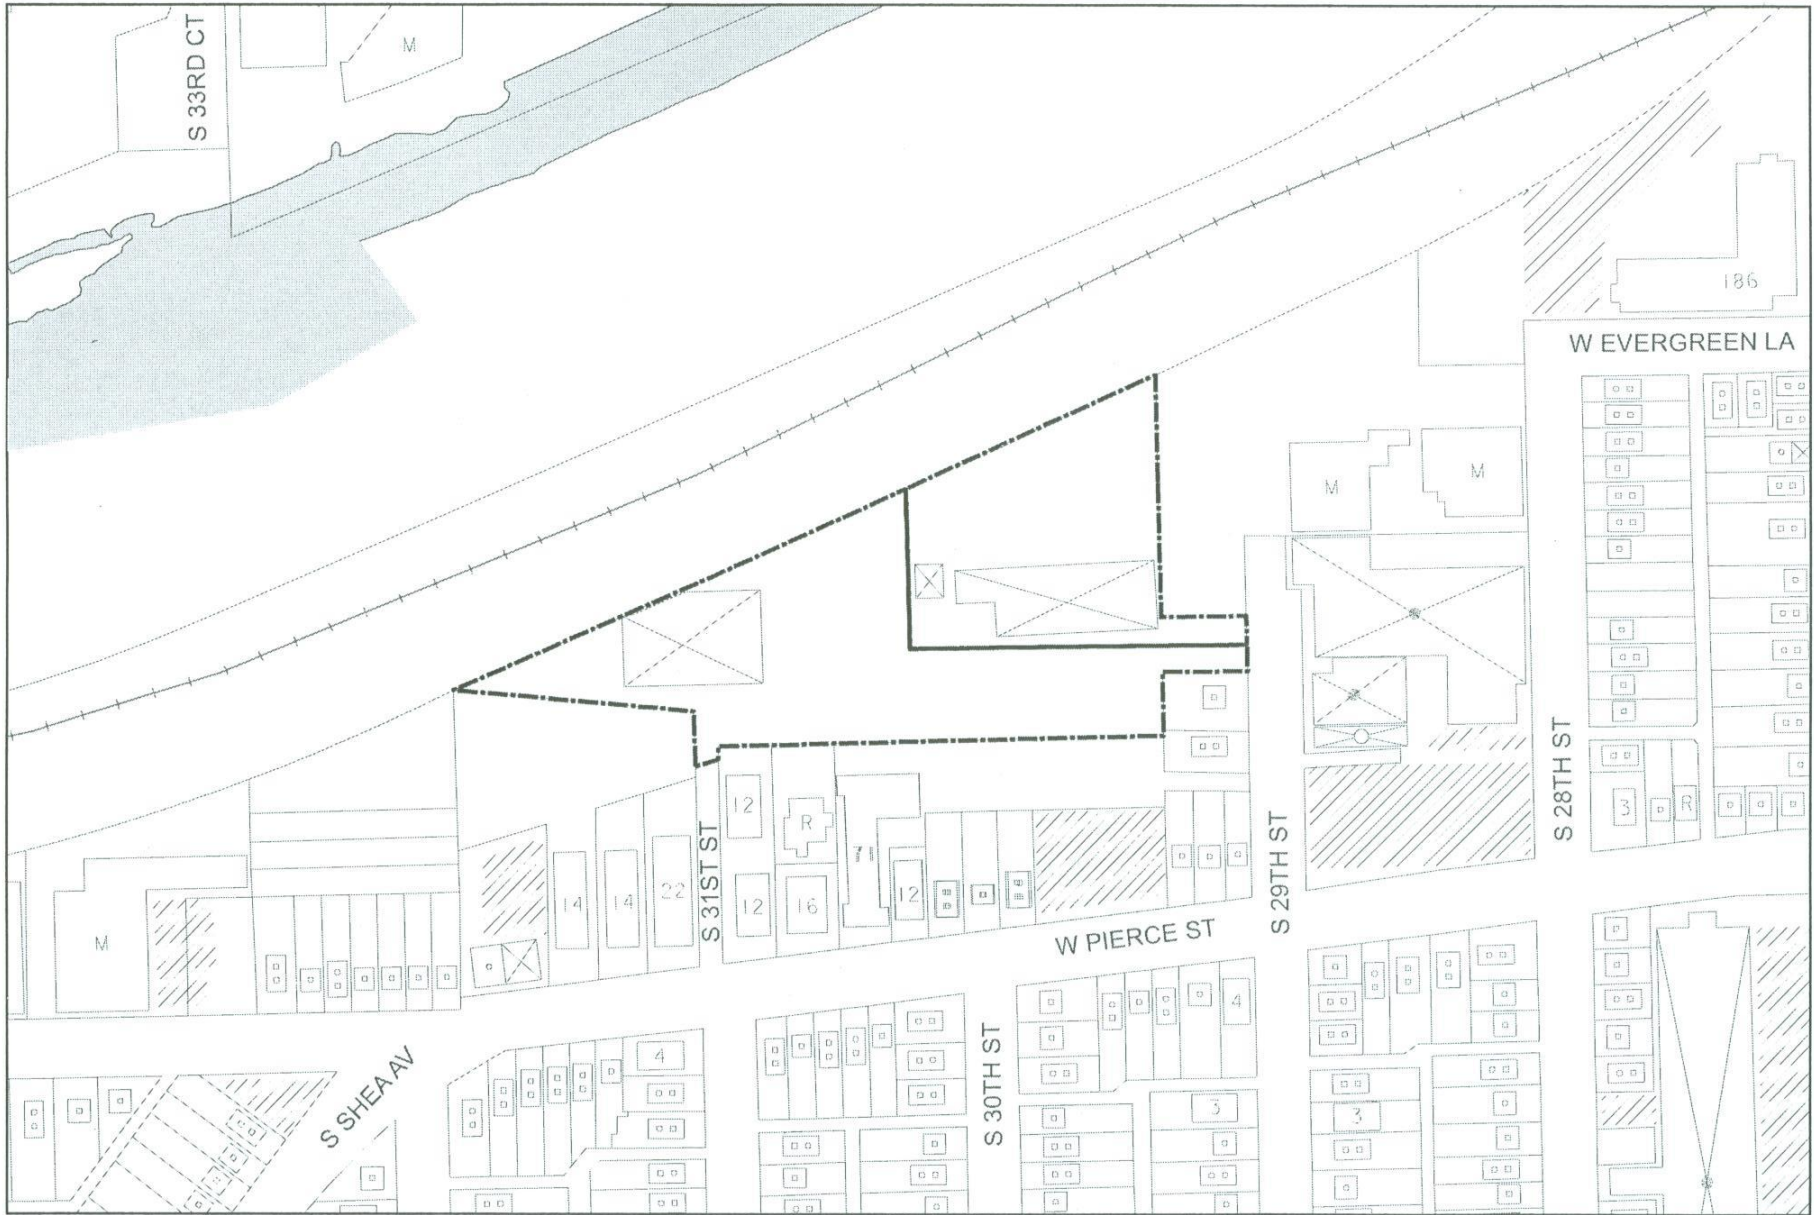 S 33RD CT
M
186
W EVERGREEN LA
M
M
S 28TH ST
3
R
12
R
S 31ST ST
14
14
22
12
16
12
S 29TH ST
M
W PIERCE ST
S SHEA AV
4
S 30TH ST
4
3
3